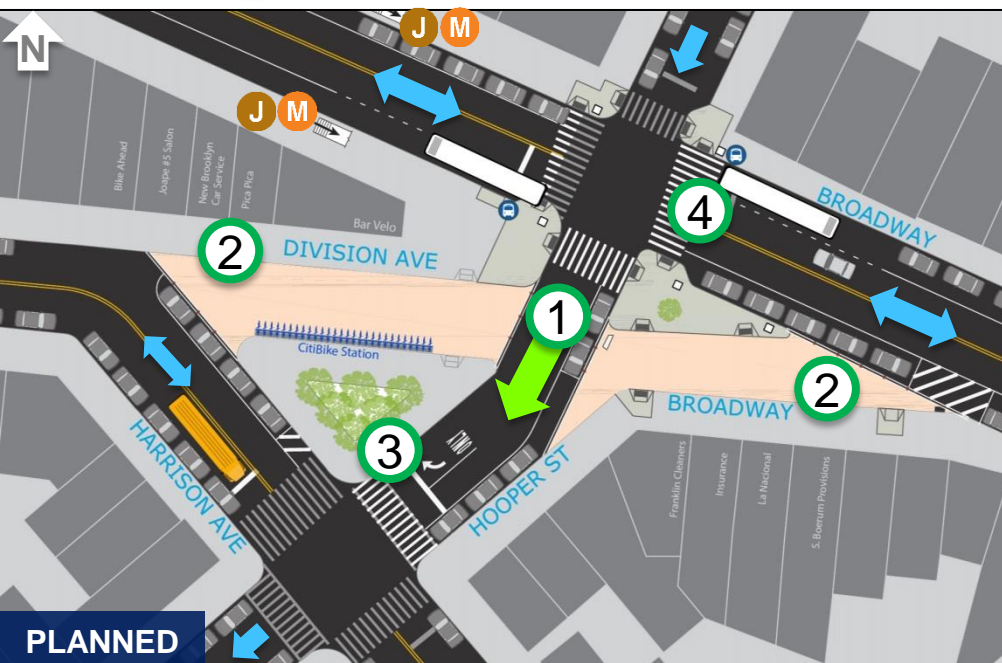 N
J M
J M
Bike Ahead
Joape #5 Salon
New Brooklyn
Car Service
Pica Pica
Bar Velo
2
DIVISION AVE
4
BROADWAY
1
CitiBike Station
2
BROADWAY
3
HARRISON AVE
HOOPER ST
Franklin Cleaners
Insurance
La Nacional
S. Boerum Provisions
PLANNED